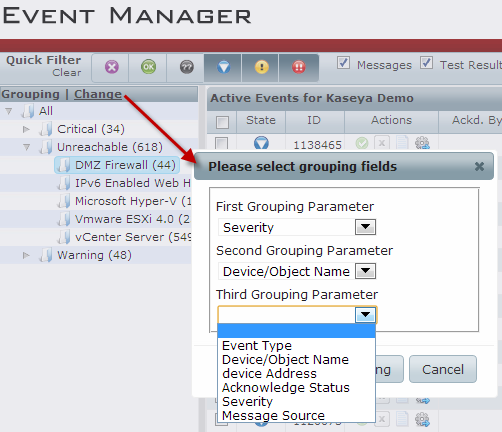 EVENT MANAGER
Quick Filter
Clear
OK
??
!
!!
Messages
Test Result
Grouping | Change
Active Events for Kaseya Demo
All
State ID Actions Ackd. By
Critical (34)
Unreachable (618)
1138465
DMZ Firewall (44)
IPv6 Enabled Web H
Microsoft Hyper-V (1
Vmware ESXi 4.0 (2
vCenter Server (549
Warning (48)
Please select grouping fields
First Grouping Parameter
Severity
Second Grouping Parameter
Device/Object Name
Third Grouping Parameter
Event Type
Device/Object Name
device Address
Acknowledge Status
Severity
Message Source
ng
Cancel